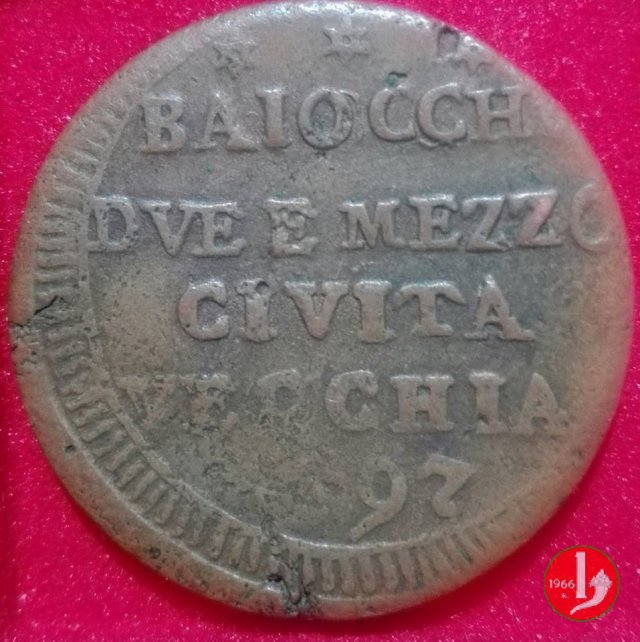 BAIOCCH
DVE E MEZZO
CIVITA
VECCHIA
97
1966